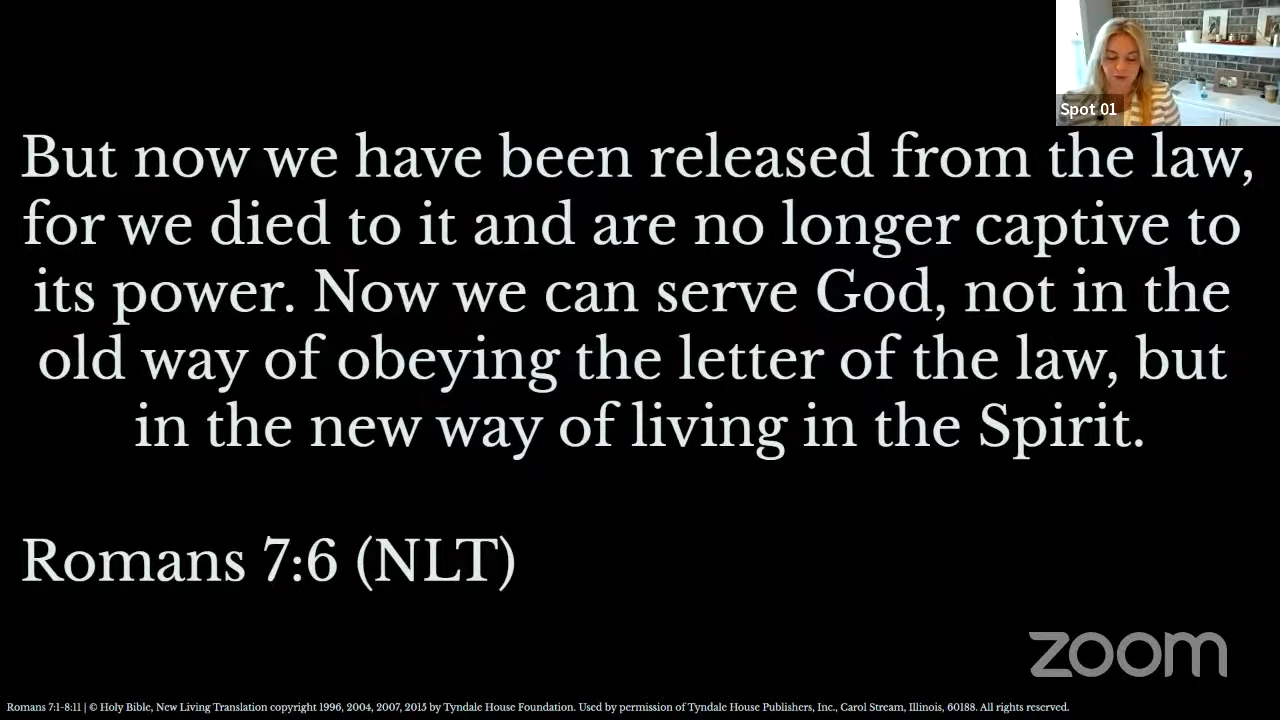 Spot 01
But now we have been released from the law,
for we died to it and are no longer captive to
its power. Now we can serve God, not in the
old way of obeying the letter of the law, but
in the new way of living in the Spirit.
Romans 7:6 (NLT)
zoom
Romans 7:1-8:11 | © Holy Bible, New Living Translation copyright 1996, 2004, 2007, 2015 by Tyndale House Foundation. Used by permission of Tyndale House Publishers, Inc., Carol Stream, Illinois, 60188. All rights reserved.